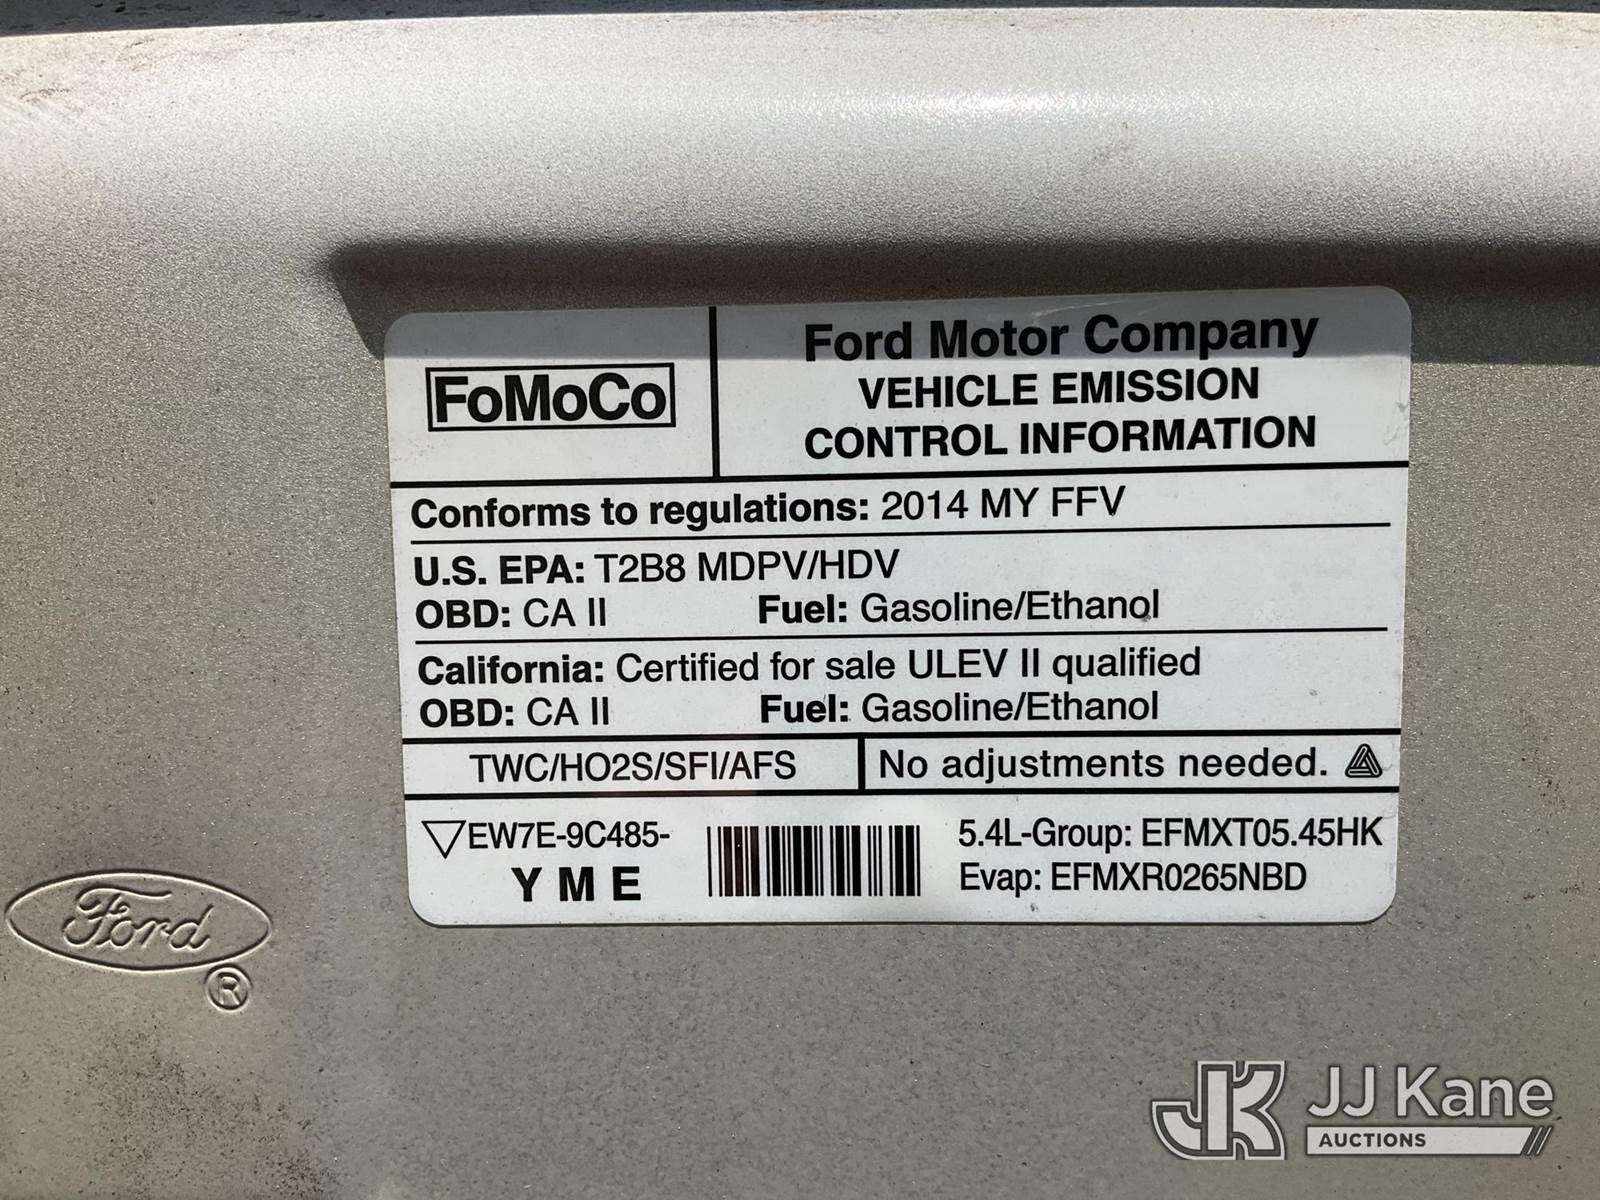 FoMoCo
Ford Motor Company
VEHICLE EMISSION
CONTROL INFORMATION
Conforms to regulations: 2014 MY FFV
U.S. EPA: T2B8 MDPV/HDV
OBD: CA II Fuel: Gasoline/Ethanol
California: Certified for sale ULEV II qualified
OBD: CA II Fuel: Gasoline/Ethanol
TWC/HO2S/SFI/AFS No adjustments needed.
EW7E-9C485-
Y M E
5.4L-Group: EFMXT05.45HK
Evap: EFMXR0265NBD
Ford
®
JK JJ Kane
AUCTIONS